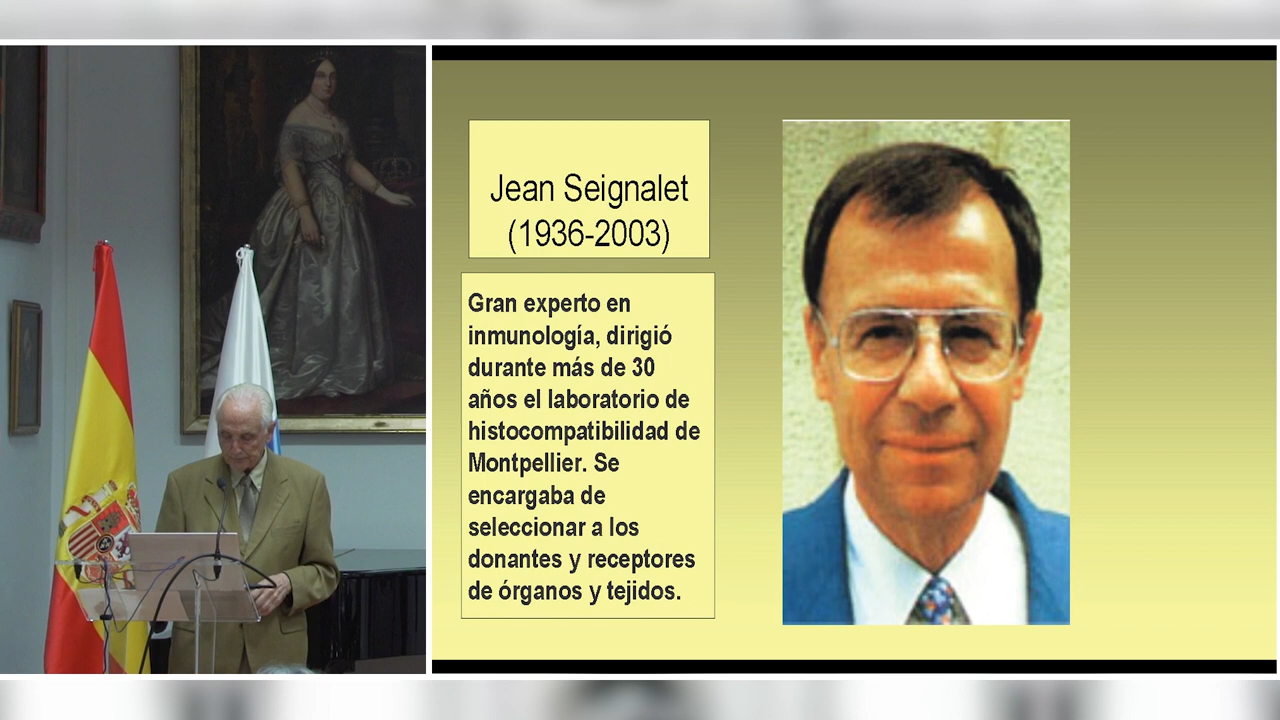 Jean Seignalet
(1936-2003)
Gran experto en
inmunología, dirigió
durante más de 30
años el laboratorio de
histocompatibilidad de
Montpellier. Se
encargaba de
seleccionar a los
donantes y receptores
de órganos y tejidos.